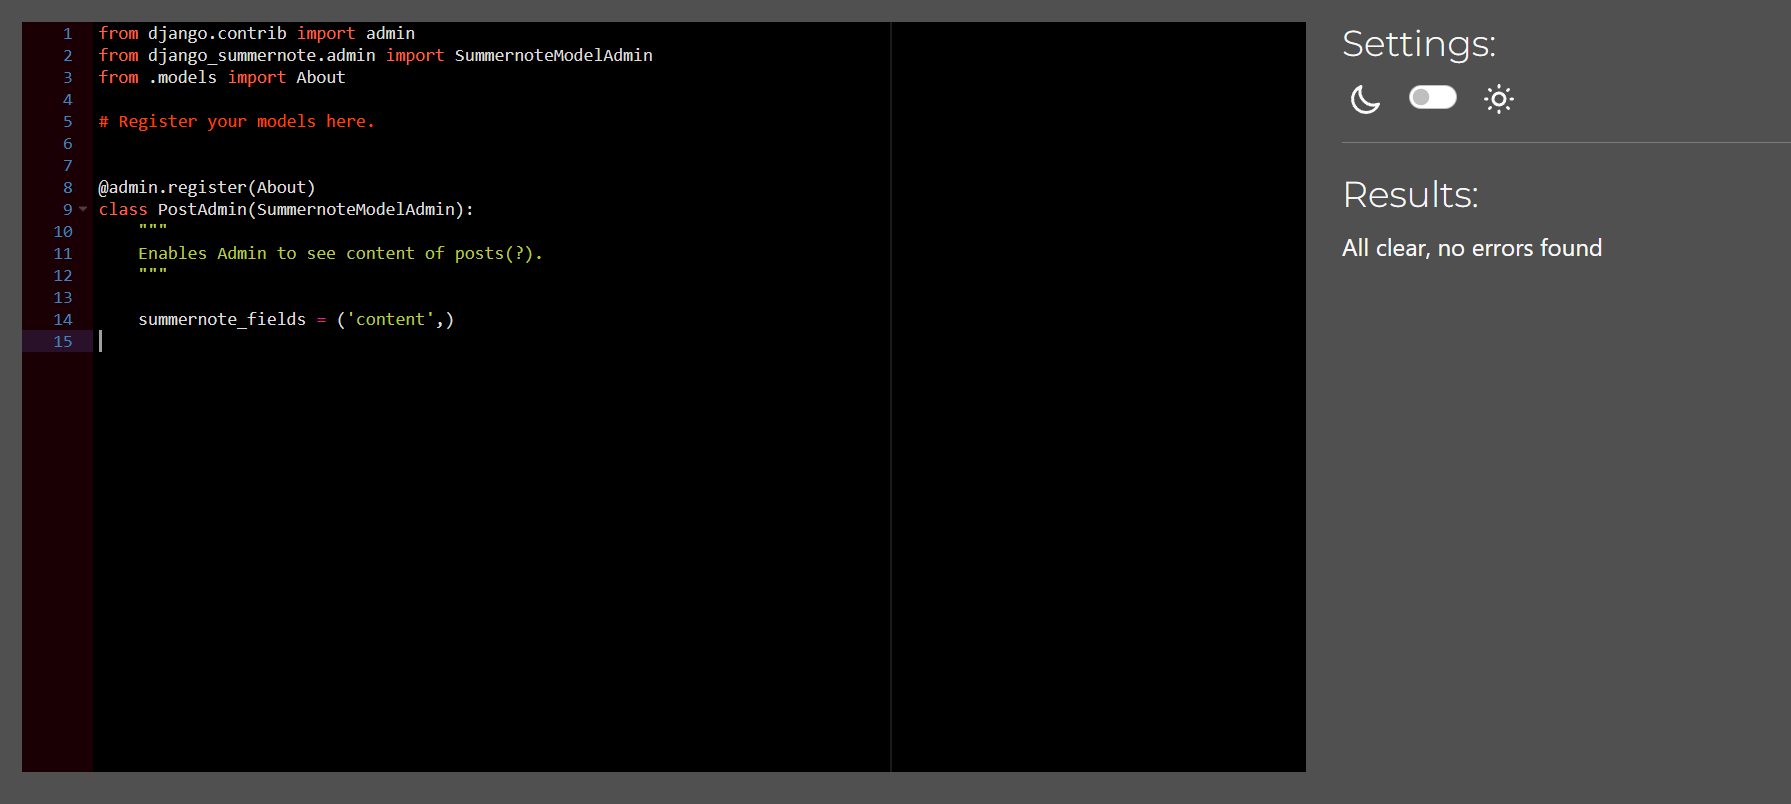 1 from django.contrib import admin
2 from django_summernote.admin import SummernoteModelAdmin
3 from .models import About
4
5 # Register your models here.
6
7
8 @admin.register(About)
9 class PostAdmin(SummernoteModelAdmin):
10 """
11 Enables Admin to see content of posts(?).
12 """
13
14 summernote_fields = ('content',)
15
Settings:
Results:
All clear, no errors found